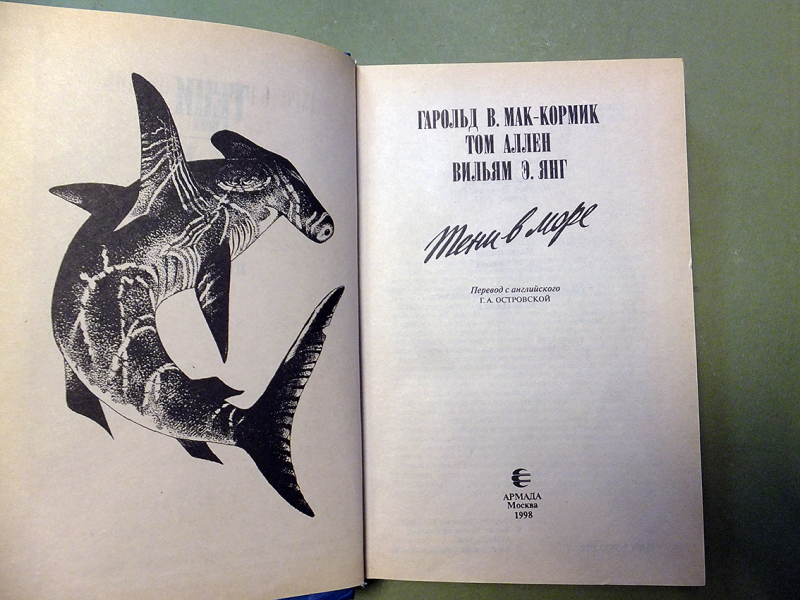 ГАРОЛЬД В. МАК-КОРМИК
ТОМ АЛЛЕН
ВИЛЬЯМ Э. ЯНГ
Тени в море
Перевод с английского
Г. А. ОСТРОВСКОЙ
АРМАДА
Москва
1998